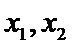 x₁, x₂